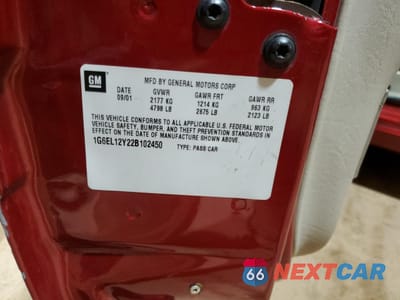 GM
MFD BY GENERAL MOTORS CORP
DATE GVWR GAWR FRT GAWR RR
09/01 2177 KG 1214 KG 963 KG
4798 LB 2675 LB 2123 LB
THIS VEHICLE CONFORMS TO ALL APPLICABLE U.S. FEDERAL MOTOR
VEHICLE SAFETY, BUMPER, AND THEFT PREVENTION STANDARDS IN
EFFECT ON THE DATE OF MANUFACTURE SHOWN ABOVE.
1G6EL12Y22B102450 TYPE: PASS CAR
66 NEXTCAR